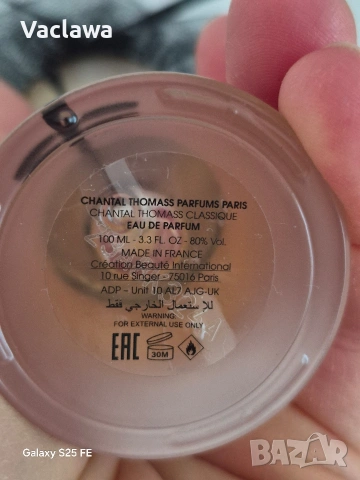 Vaclawa
CHANTAL THOMASS PARFUMS PARIS
CHANTAL THOMASS CLASSIQUE
EAU DE PARFUM
100 ML - 3.3 FL. OZ - 80% Vol.
MADE IN FRANCE
Création Beauté International
10 rue Singer - 75016 Paris
ADP – Unit 10-AL7 AJG-UK
للاستعمال الخارجي فقط
WARNING:
FOR EXTERNAL USE ONLY
EAC
30M
Galaxy S25 FE
BAZAR.BG